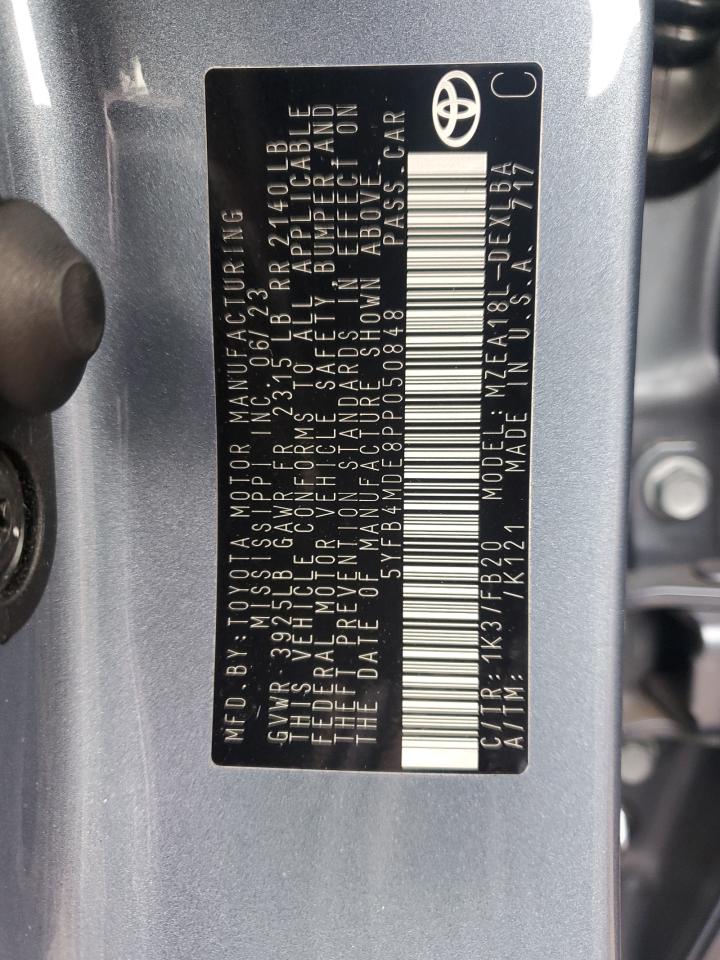 MFD.BY:TOYOTA MOTOR MANUFACTURING
MISSISSIPPI INC. 06/23
GVWR 3925LB GAWR FR 2315 LB RR 2140LB
THIS VEHICLE CONFORMS TO ALL APPLICABLE
FEDERAL MOTOR VEHICLE SAFETY, BUMPER,AND
THEFT PREVENTION STANDARDS IN EFFECT ON
THE DATE OF MANUFACTURE SHOWN ABOVE.
5YFB4MDE8PP050848 PASS.CAR
C/TR:1K3/FB20 MODEL:MZEA18L-DEXLBA
A/TM: /K121 MADE IN U.S.A. 717
C